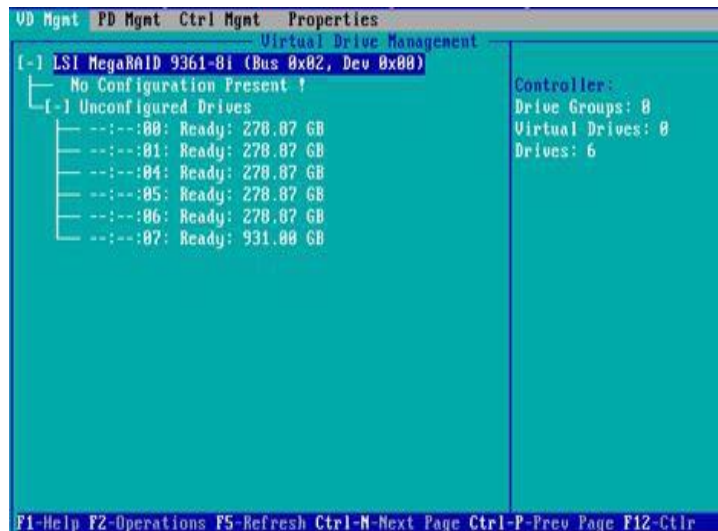 VD Mgmt PD Mgmt Ctrl Mgmt Properties
Virtual Drive Management
[-] LSI MegaRAID 9361-8i (Bus 0x02, Dev 0x00)
No Configuration Present !
[-] Unconfigured Drives
--:--:00: Ready: 278.87 GB
--:--:01: Ready: 278.87 GB
--:--:04: Ready: 278.87 GB
--:--:05: Ready: 278.87 GB
--:--:06: Ready: 278.87 GB
--:--:07: Ready: 931.00 GB
Controller:
Drive Groups: 0
Virtual Drives: 0
Drives: 6
F1-Help F2-Operations F5-Refresh Ctrl-N-Next Page Ctrl-P-Prev Page F12-Ctlr